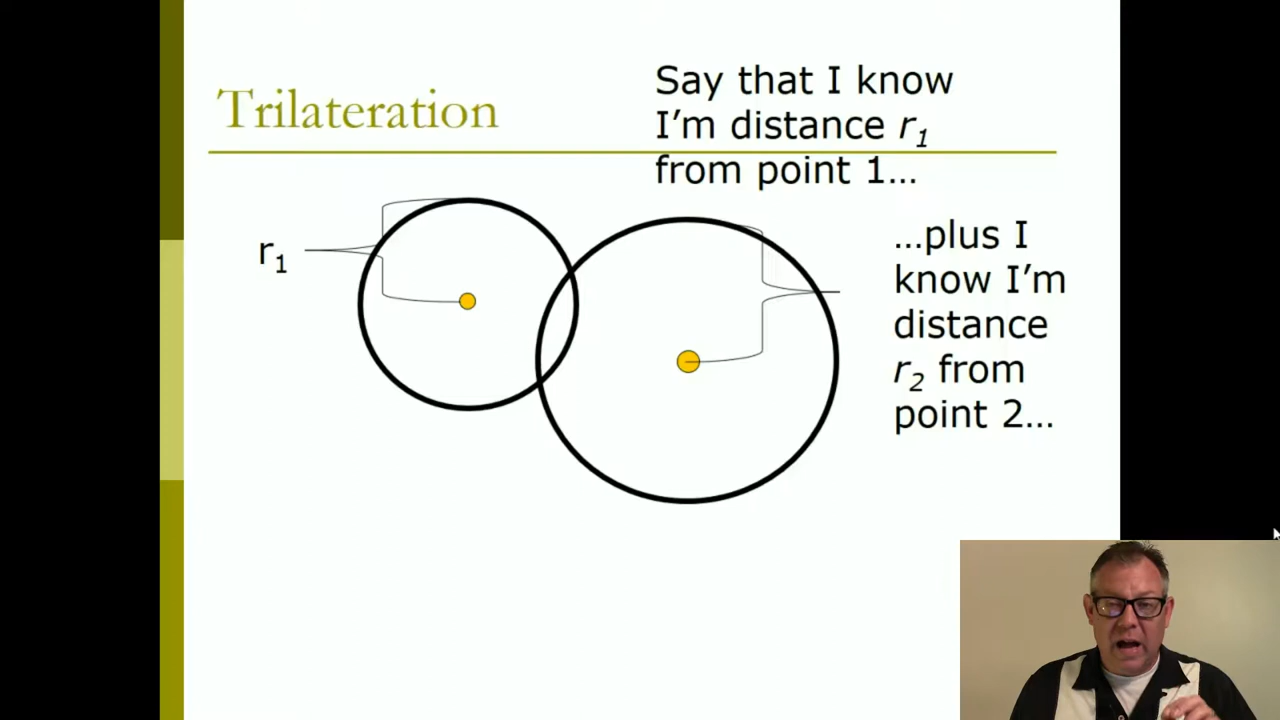 Trilateration
Say that I know
I'm distance r₁
from point 1…
r₁
…plus I
know I'm
distance
r₂ from
point 2…